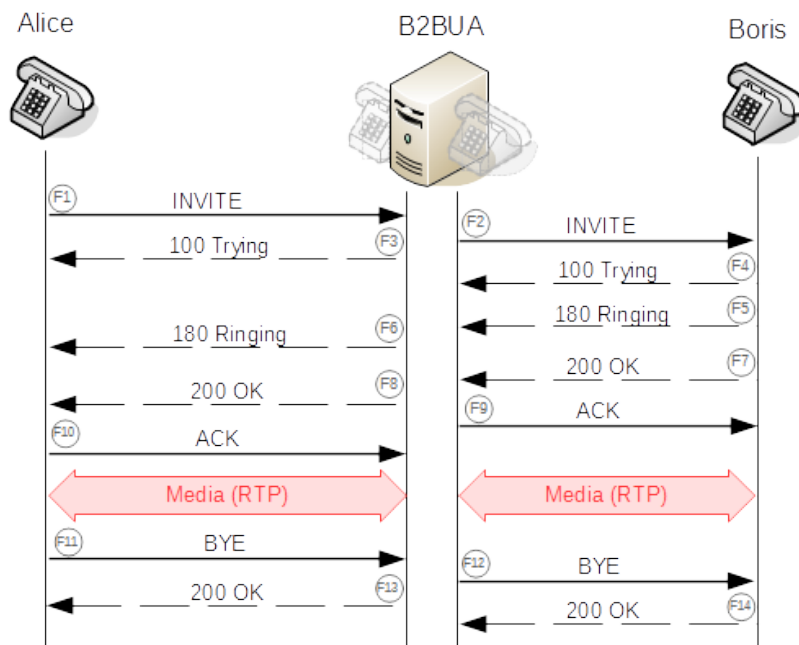 Alice
B2BUA
Boris
F1
INVITE
F2
INVITE
100 Trying
F3
100 Trying
F4
180 Ringing
F5
180 Ringing
F6
200 OK
F7
200 OK
F8
F9
ACK
F10
ACK
Media (RTP)
Media (RTP)
F11
BYE
F12
BYE
200 OK
F13
200 OK
F14